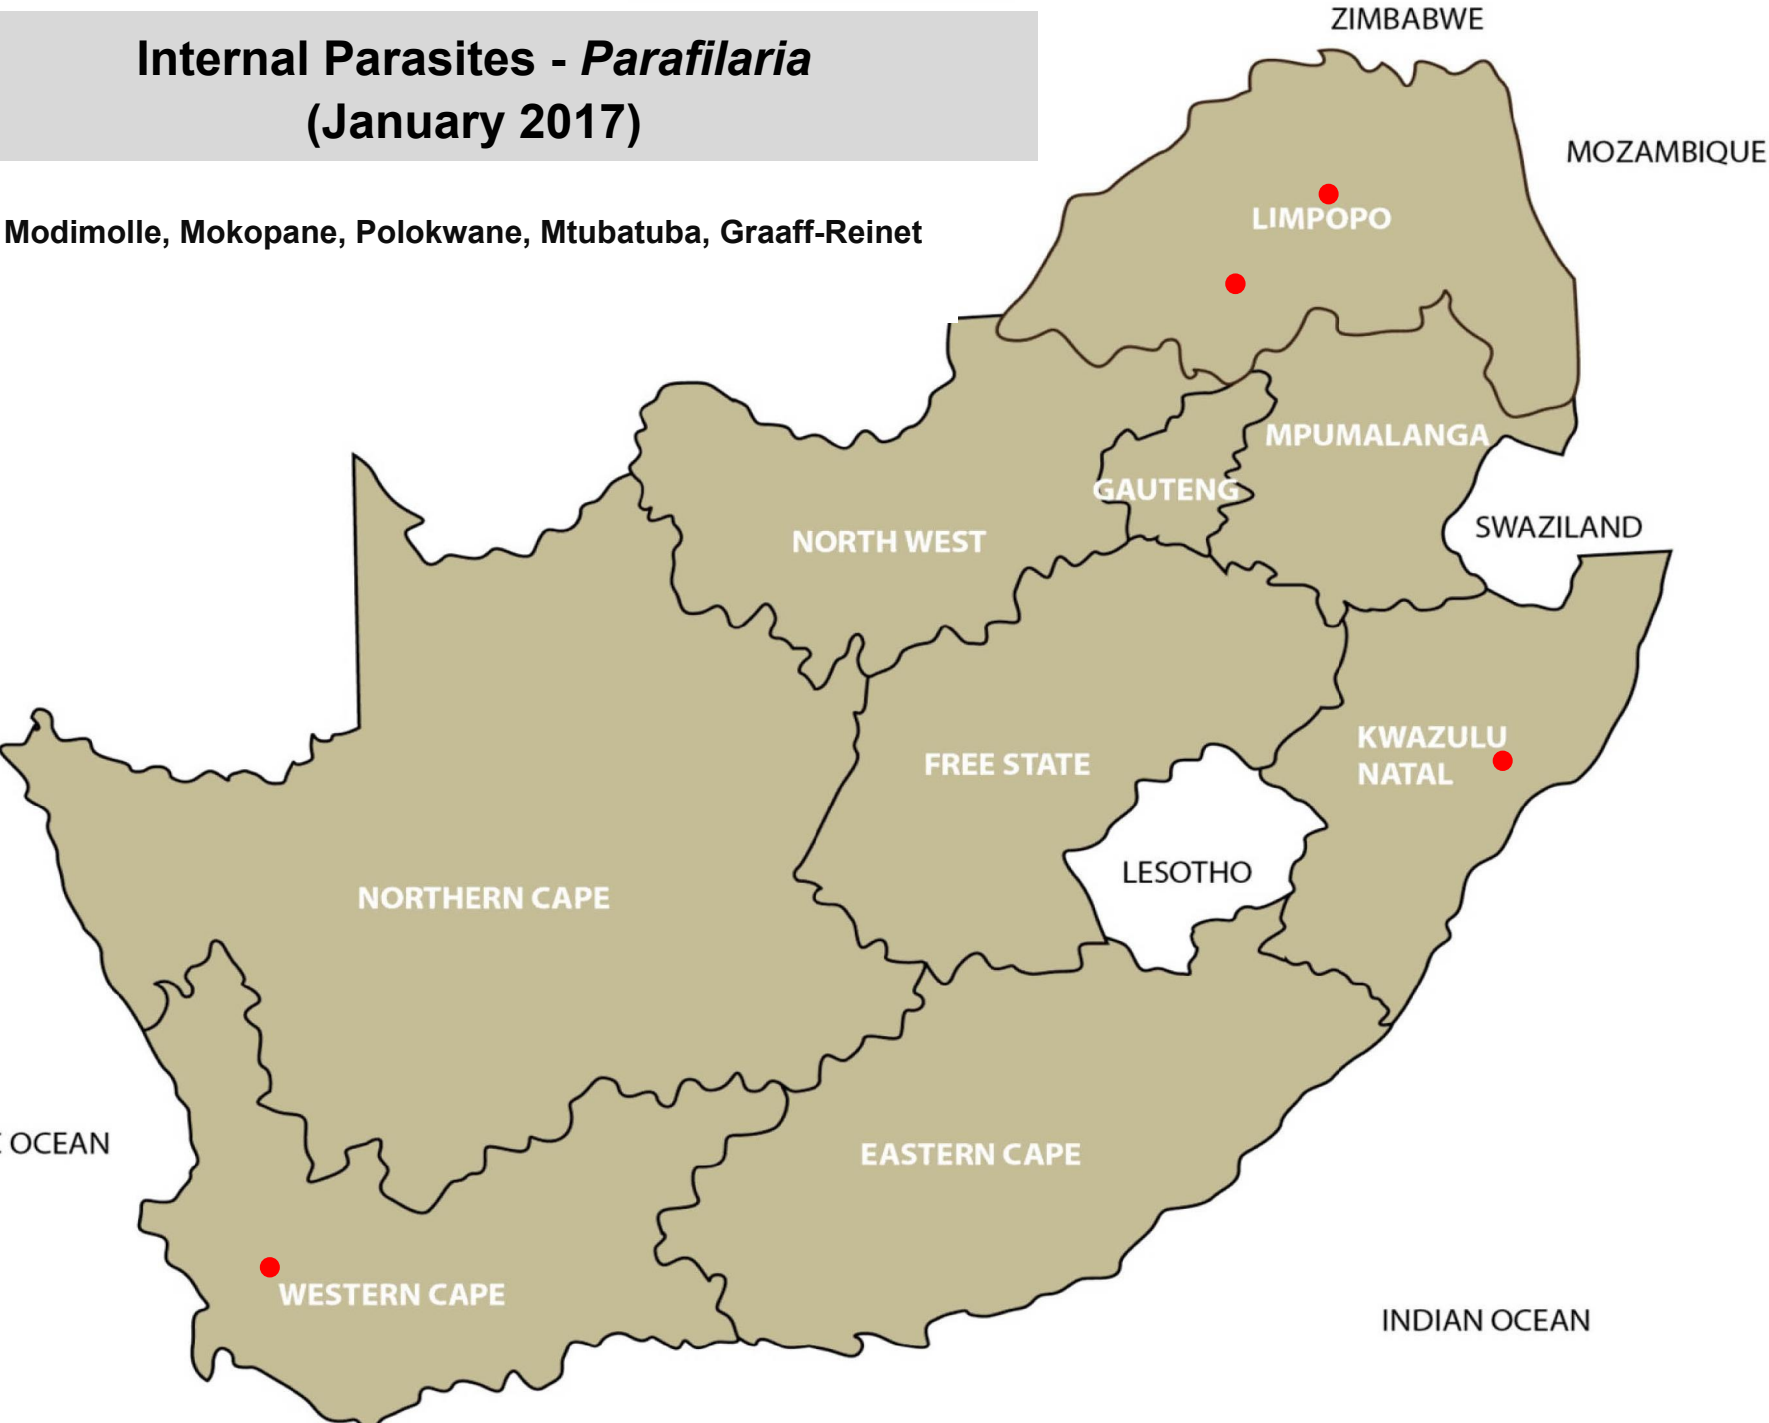 Internal Parasites - Parafilaria
(January 2017)
Modimolle, Mokopane, Polokwane, Mtubatuba, Graaff-Reinet
ZIMBABWE
MOZAMBIQUE
LIMPOPO
MPUMALANGA
GAUTENG
NORTH WEST
SWAZILAND
KWAZULU
NATAL
FREE STATE
LESOTHO
NORTHERN CAPE
OCEAN
EASTERN CAPE
WESTERN CAPE
INDIAN OCEAN